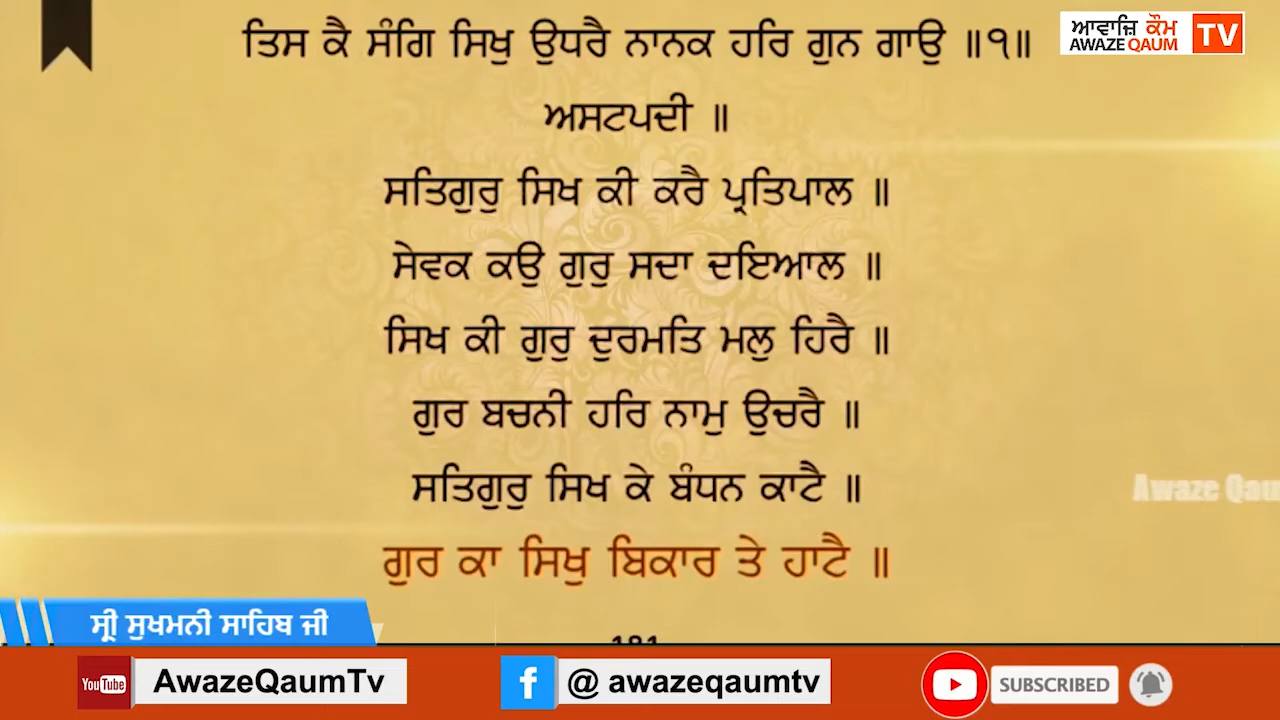 ਤਿਸ ਕੈ ਸੰਗਿ ਸਿਖੁ ਉਧਰੈ ਨਾਨਕ ਹਰਿ ਗੁਨ ਗਾਉ ॥੧॥
ਆਵਾਜ਼ਿ ਕੌਮ
AWAZE QAUM TV
ਅਸਟਪਦੀ ॥
ਸਤਿਗੁਰੁ ਸਿਖ ਕੀ ਕਰੈ ਪ੍ਰਤਿਪਾਲ ॥
ਸੇਵਕ ਕਉ ਗੁਰੁ ਸਦਾ ਦਇਆਲ ॥
ਸਿਖ ਕੀ ਗੁਰੁ ਦੁਰਮਤਿ ਮਲੁ ਹਿਰੈ ॥
ਗੁਰ ਬਚਨੀ ਹਰਿ ਨਾਮੁ ਉਚਰੈ ॥
ਸਤਿਗੁਰੁ ਸਿਖ ਕੇ ਬੰਧਨ ਕਾਟੈ ॥
Awaze Qau
ਗੁਰ ਕਾ ਸਿਖੁ ਬਿਕਾਰ ਤੇ ਹਾਟੈ ॥
ਸ੍ਰੀ ਸੁਖਮਨੀ ਸਾਹਿਬ ਜੀ
YouTube AwazeQaumTv
f @ awazeqaumtv
SUBSCRIBED